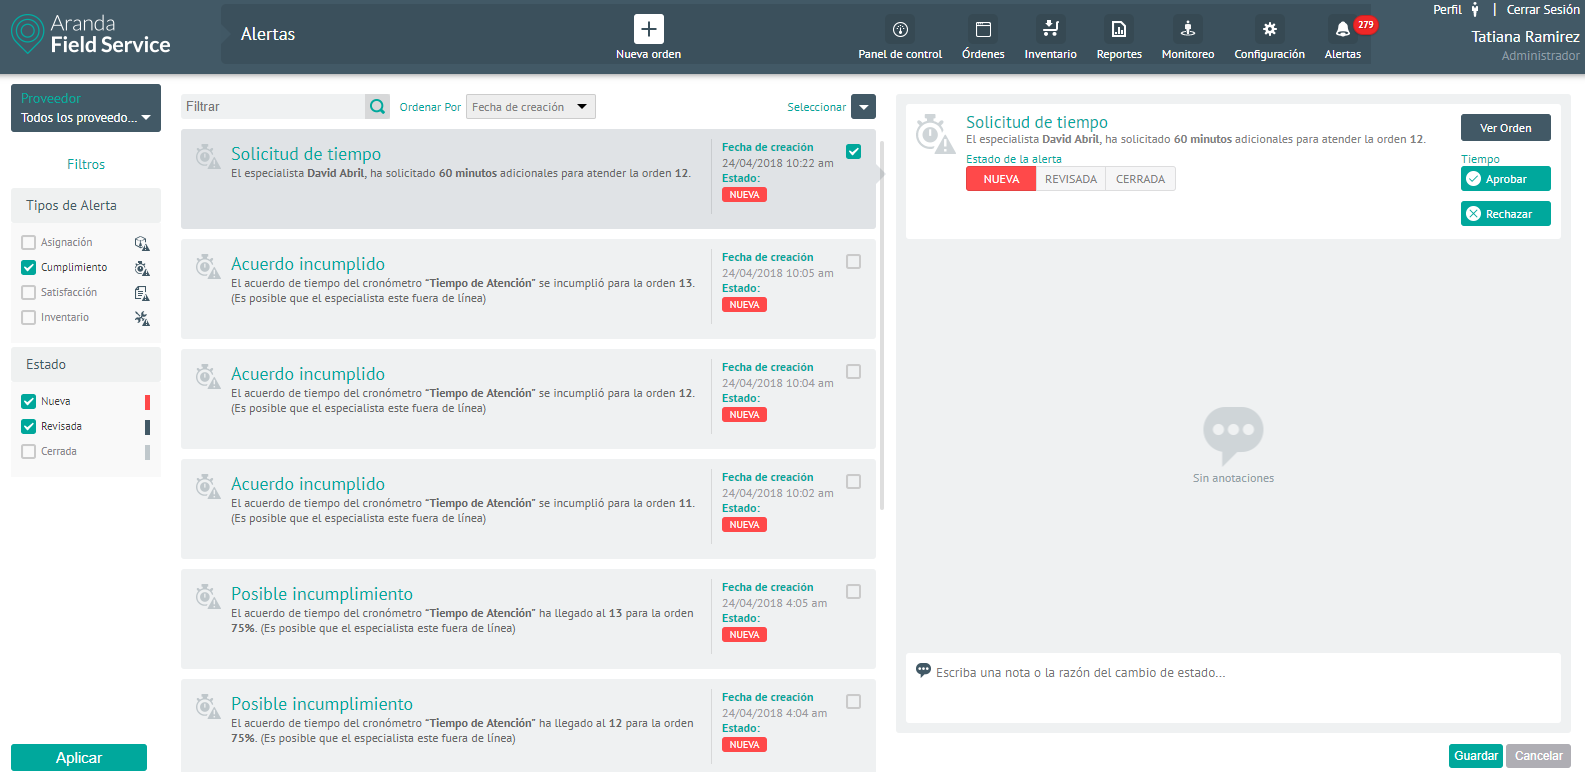 Aranda
Field Service
Alertas
Nueva orden
Panel de control
Órdenes
Inventario
Reportes
Monitoreo
Configuración
Alertas
279
Perfil | Cerrar Sesión
Tatiana Ramirez
Administrador
Proveedor
Todos los proveedo...
Filtros
Tipos de Alerta
Asignación
Cumplimiento
Satisfacción
Inventario
Estado
Nueva
Revisada
Cerrada
Aplicar
Filtrar
Ordenar Por
Fecha de creación
Seleccionar
Solicitud de tiempo
El especialista David Abril, ha solicitado 60 minutos adicionales para atender la orden 12.
Fecha de creación
24/04/2018 10:22 am
Estado:
NUEVA
Acuerdo incumplido
El acuerdo de tiempo del cronómetro "Tiempo de Atención" se incumplió para la orden 13.
(Es posible que el especialista este fuera de línea)
Fecha de creación
24/04/2018 10:05 am
Estado:
NUEVA
Acuerdo incumplido
El acuerdo de tiempo del cronómetro "Tiempo de Atención" se incumplió para la orden 12.
(Es posible que el especialista este fuera de línea)
Fecha de creación
24/04/2018 10:04 am
Estado:
NUEVA
Acuerdo incumplido
El acuerdo de tiempo del cronómetro "Tiempo de Atención" se incumplió para la orden 11.
(Es posible que el especialista este fuera de línea)
Fecha de creación
24/04/2018 10:02 am
Estado:
NUEVA
Posible incumplimiento
El acuerdo de tiempo del cronómetro "Tiempo de Atención" ha llegado al 13 para la orden
75%. (Es posible que el especialista este fuera de línea)
Fecha de creación
24/04/2018 4:05 am
Estado:
NUEVA
Posible incumplimiento
El acuerdo de tiempo del cronómetro "Tiempo de Atención" ha llegado al 12 para la orden
75%. (Es posible que el especialista este fuera de línea)
Fecha de creación
24/04/2018 4:04 am
Estado:
NUEVA
Solicitud de tiempo
El especialista David Abril, ha solicitado 60 minutos adicionales para atender la orden 12.
Estado de la alerta
NUEVA
REVISADA
CERRADA
Ver Orden
Tiempo
Aprobar
Rechazar
Sin anotaciones
Escriba una nota o la razón del cambio de estado...
Guardar
Cancelar